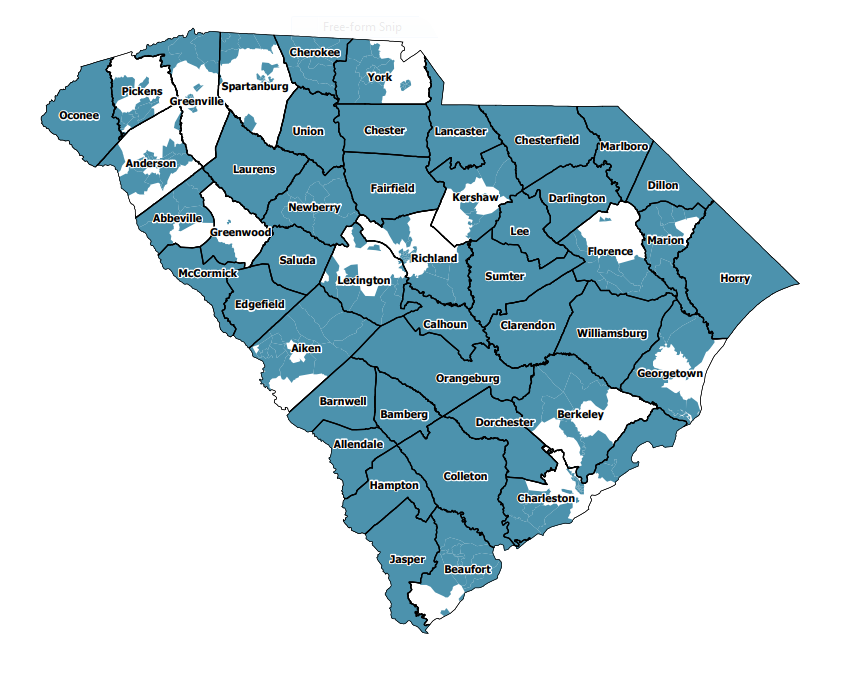 Free-form Snip
Cherokee
York
Spartanburg
Pickens
Greenville
Oconee
Union
Chester
Lancaster
Chesterfield
Marlboro
Anderson
Laurens
Fairfield
Kershaw
Darlington
Dillon
Newberry
Abbeville
Greenwood
Lee
Florence
Marion
Richland
Saluda
McCormick
Lexington
Sumter
Horry
Edgefield
Calhoun
Clarendon
Williamsburg
Aiken
Georgetown
Orangeburg
Barnwell
Bamberg
Dorchester
Berkeley
Allendale
Colleton
Hampton
Charleston
Jasper
Beaufort